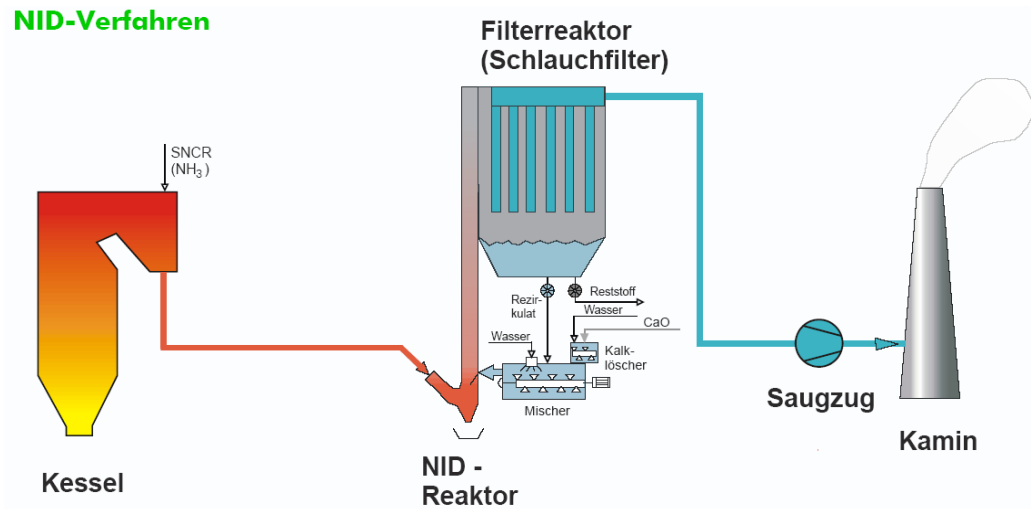 NID-Verfahren
Filterreaktor
(Schlauchfilter)
SNCR
(NH3)
Rezir-
kulat
Reststoff
Wasser
CaO
Wasser
Kalk-
löscher
Mischer
Saugzug
Kamin
Kessel
NID -
Reaktor